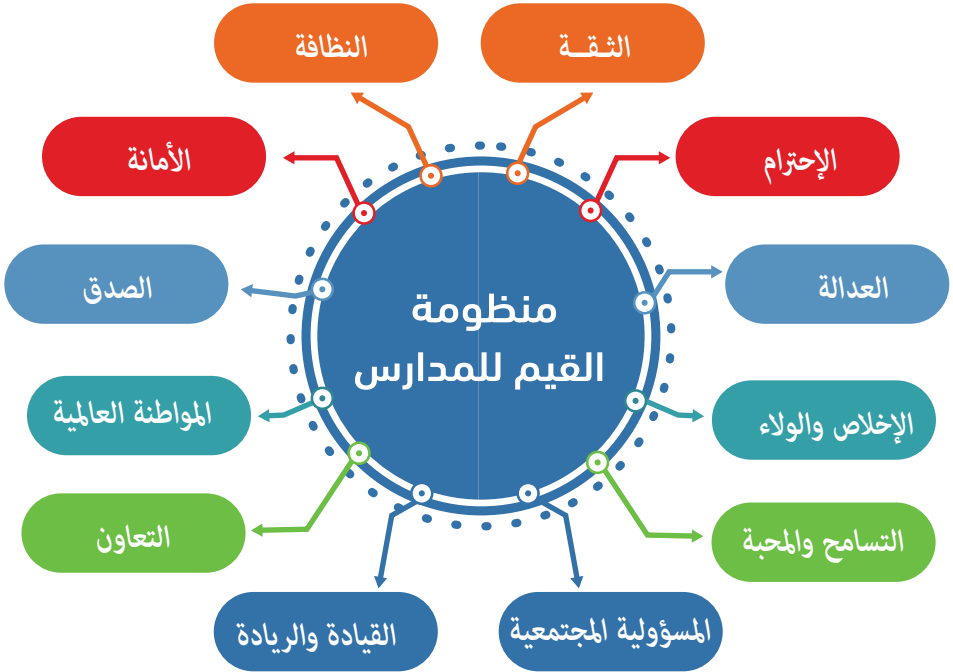 الثـقــة
النظافة
الإحترام
الأمانة
العدالة
الصدق
منظومة
القيم للمدارس
الإخلاص والولاء
المواطنة العالمية
التسامح والمحبة
التعاون
المسؤولية المجتمعية
القيادة والريادة